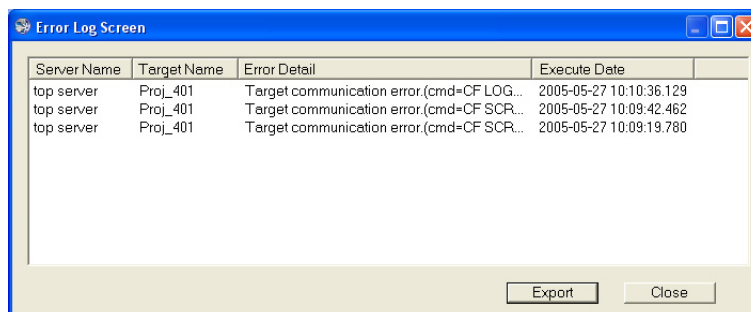 Error Log Screen
Server Name Target Name Error Detail Execute Date
top server Proj_401 Target communication error.(cmd=CF LOG... 2005-05-27 10:10:36.129
top server Proj_401 Target communication error.(cmd=CF SCR... 2005-05-27 10:09:42.462
top server Proj_401 Target communication error.(cmd=CF SCR... 2005-05-27 10:09:19.780
Export Close